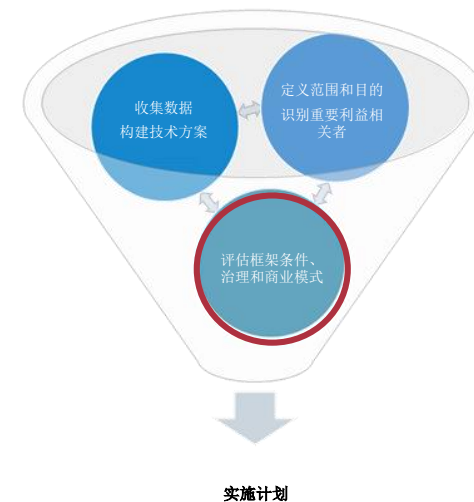 收集数据
构建技术方案
定义范围和目的
识别重要利益相
关者
评估框架条件、
治理和商业模式
实施计划